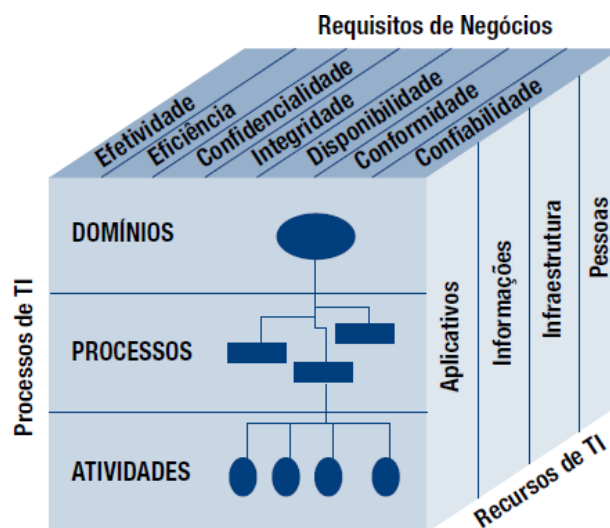 Requisitos de Negócios
Efetividade
Eficiência
Confidencialidade
Integridade
Disponibilidade
Conformidade
Confiabilidade
Processos de TI
DOMÍNIOS
PROCESSOS
ATIVIDADES
Aplicativos
Informações
Infraestrutura
Pessoas
Recursos de TI